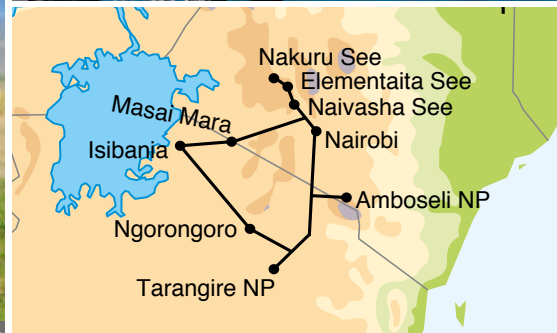 Nakuru See
Elementaita See
Naivasha See
Masai Mara
Nairobi
Isibania
Amboseli NP
Ngorongoro
Tarangire NP